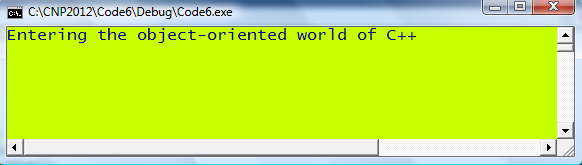 C:\CNP2012\Code6\Debug\Code6.exe
Entering the object-oriented world of C++